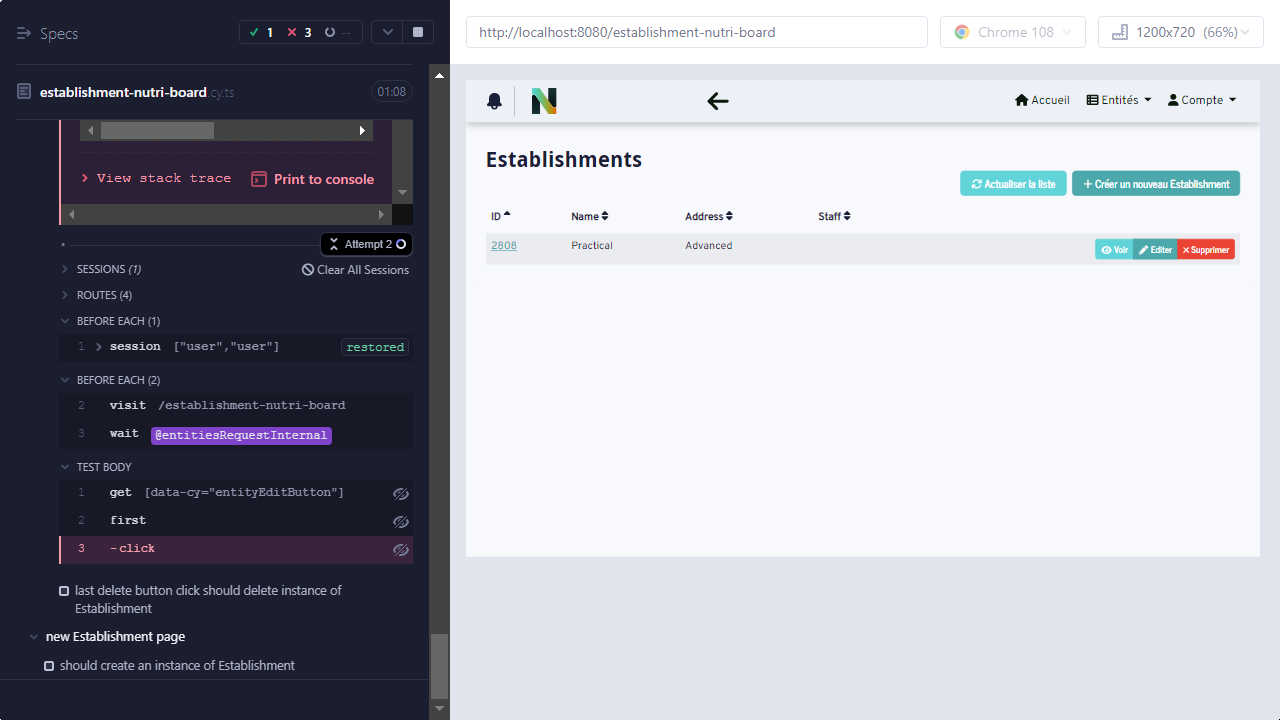 Specs
1
3
--
establishment-nutri-board.cy.ts
01:08
View stack trace
Print to console
Attempt 2
SESSIONS (1)
Clear All Sessions
ROUTES (4)
BEFORE EACH (1)
1 session ["user","user"] restored
BEFORE EACH (2)
2 visit /establishment-nutri-board
3 wait @entitiesRequestInternal
TEST BODY
1 get [data-cy="entityEditButton"]
2 first
3 -click
last delete button click should delete instance of
Establishment
new Establishment page
should create an instance of Establishment
http://localhost:8080/establishment-nutri-board
Chrome 108
1200x720 (66%)
Accueil
Entités
Compte
Establishments
Actualiser la liste
Créer un nouveau Establishment
ID Name Address Staff
2808 Practical Advanced
Voir Editer Supprimer